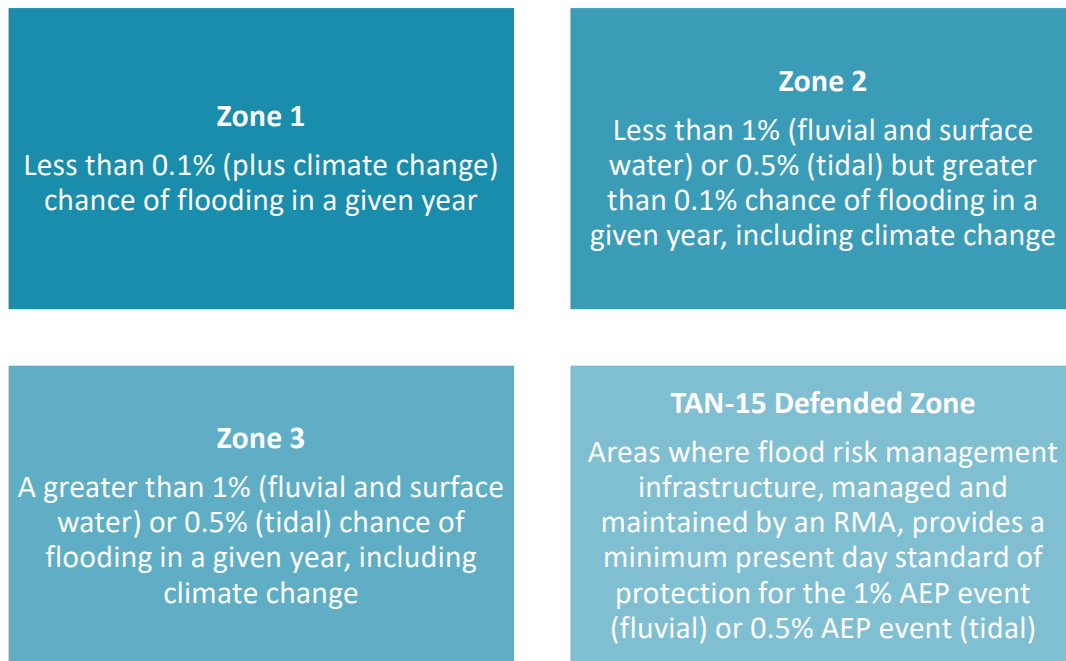 Zone 1
Less than 0.1% (plus climate change)
chance of flooding in a given year
Zone 2
Less than 1% (fluvial and surface
water) or 0.5% (tidal) but greater
than 0.1% chance of flooding in a
given year, including climate change
Zone 3
A greater than 1% (fluvial and surface
water) or 0.5% (tidal) chance of
flooding in a given year, including
climate change
TAN-15 Defended Zone
Areas where flood risk management
infrastructure, managed and
maintained by an RMA, provides a
minimum present day standard of
protection for the 1% AEP event
(fluvial) or 0.5% AEP event (tidal)